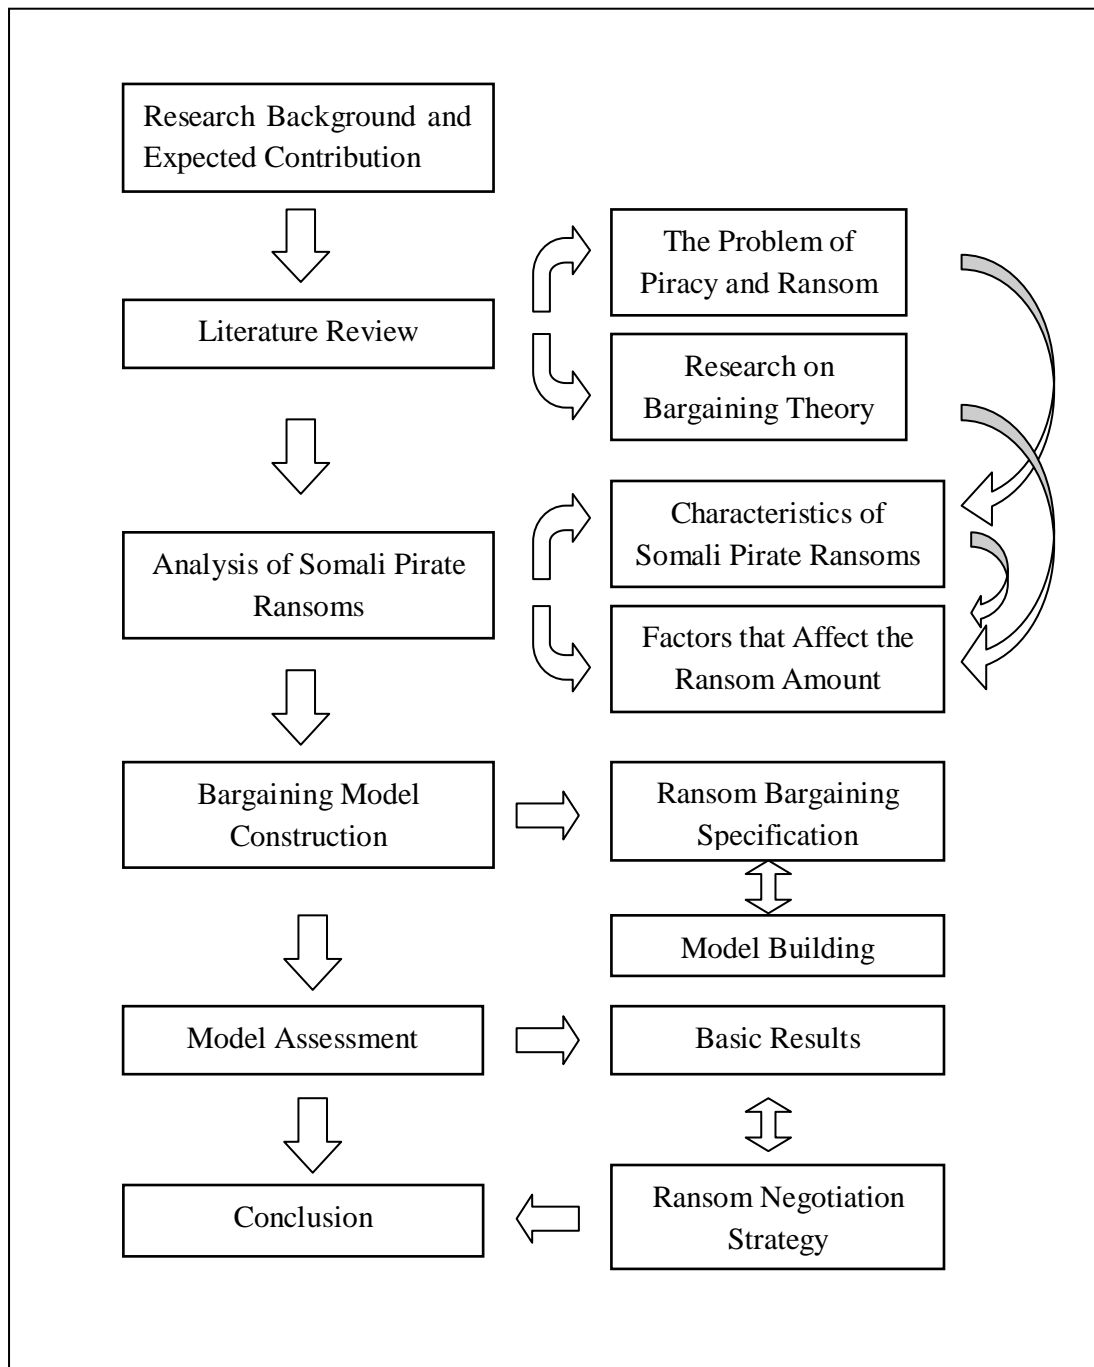 Research Background and
Expected Contribution
The Problem of
Piracy and Ransom
Literature Review
Research on
Bargaining Theory
Characteristics of
Somali Pirate Ransoms
Analysis of Somali Pirate
Ransoms
Factors that Affect the
Ransom Amount
Bargaining Model
Construction
Ransom Bargaining
Specification
Model Building
Model Assessment
Basic Results
Conclusion
Ransom Negotiation
Strategy